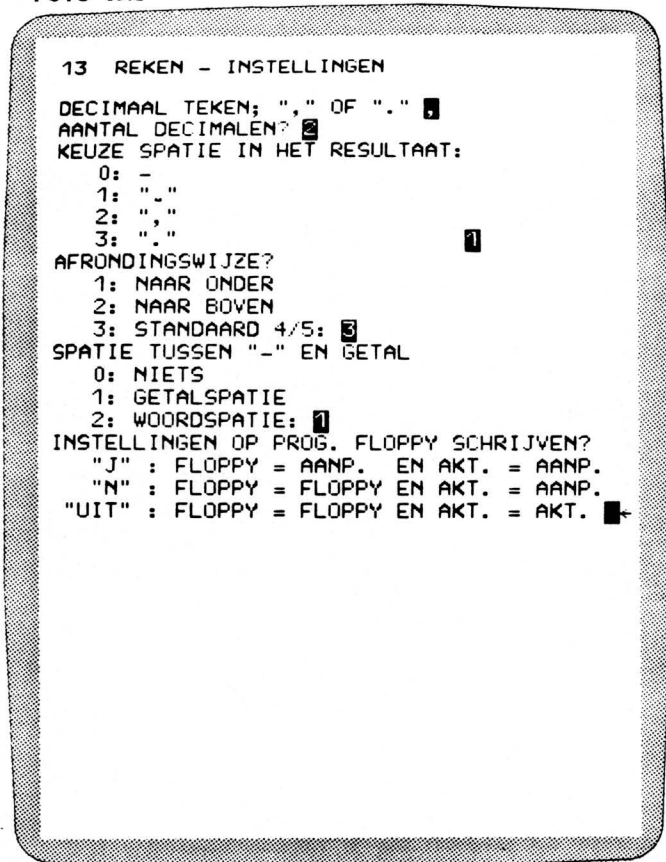 13 REKEN - INSTELLINGEN
DECIMAAL TEKEN; "," OF "." ,
AANTAL DECIMALEN? 2
KEUZE SPATIE IN HET RESULTAAT:
0: -
1: "˽"
2: ","
3: "." 1
AFRONDINGSWIJZE?
1: NAAR ONDER
2: NAAR BOVEN
3: STANDAARD 4/5: 3
SPATIE TUSSEN "-" EN GETAL
0: NIETS
1: GETALSPATIE
2: WOORDSPATIE: 1
INSTELLINGEN OP PROG. FLOPPY SCHRIJVEN?
"J" : FLOPPY = AANP. EN AKT. = AANP.
"N" : FLOPPY = FLOPPY EN AKT. = AANP.
"UIT" : FLOPPY = FLOPPY EN AKT. = AKT. ←